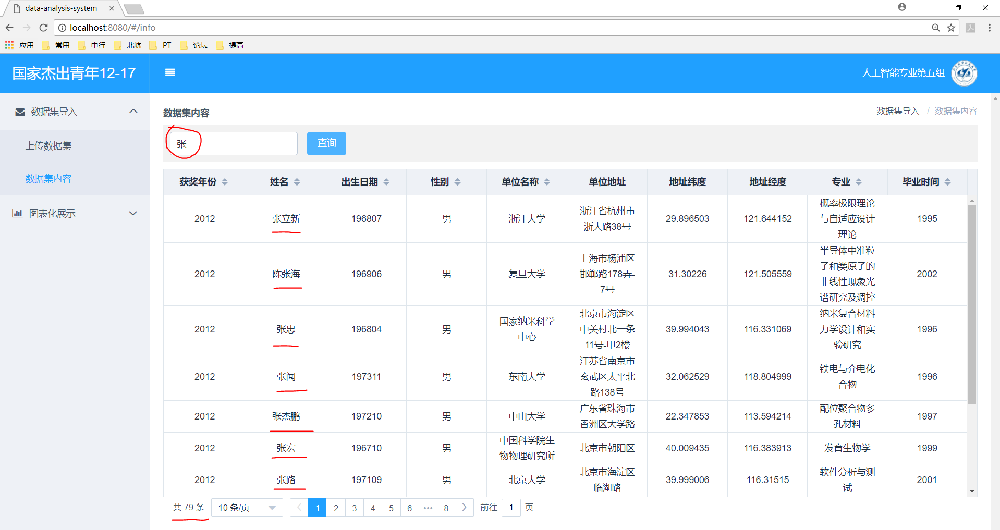 data-analysis-system
localhost:8080/#/info
应用 常用 中行 北航 PT 论坛 提高
国家杰出青年12-17
人工智能专业第五组
数据集导入
上传数据集
数据集内容
图表化展示
数据集内容
数据集导入 / 数据集内容
张
查询
获奖年份 姓名 出生日期 性别 单位名称 单位地址 地址纬度 地址经度 专业 毕业时间
2012 张立新 196807 男 浙江大学
浙江省杭州市
浙大路38号
29.896503 121.644152
概率极限理论
与自适应设计
理论
1995
2012 陈张海 196906 男 复旦大学
上海市杨浦区
邯郸路178弄-
7号
31.30226 121.505559
半导体中准粒
子和类原子的
非线性现象光
谱研究及调控
2002
2012 张忠 196804 男
国家纳米科学
中心
北京市海淀区
中关村北一条
11号-甲2楼
39.994043 116.331069
纳米复合材料
力学设计和实
验研究
1996
2012 张闻 197311 男 东南大学
江苏省南京市
玄武区太平北
路138号
32.062529 118.804999
铁电与介电化
合物
1996
2012 张杰鹏 197210 男 中山大学
广东省珠海市
香洲区大学路
22.347853 113.594214
配位聚合物多
孔材料
1997
2012 张宏 196710 男
中国科学院生
物物理研究所
北京市朝阳区 40.009435 116.383913 发育生物学 1999
2012 张路 197109 男 北京大学
北京市海淀区
临湖路
39.999006 116.31515
软件分析与测
试
2001
共 79 条 10 条/页 1 2 3 4 5 6 ••• 8 前往 1 页